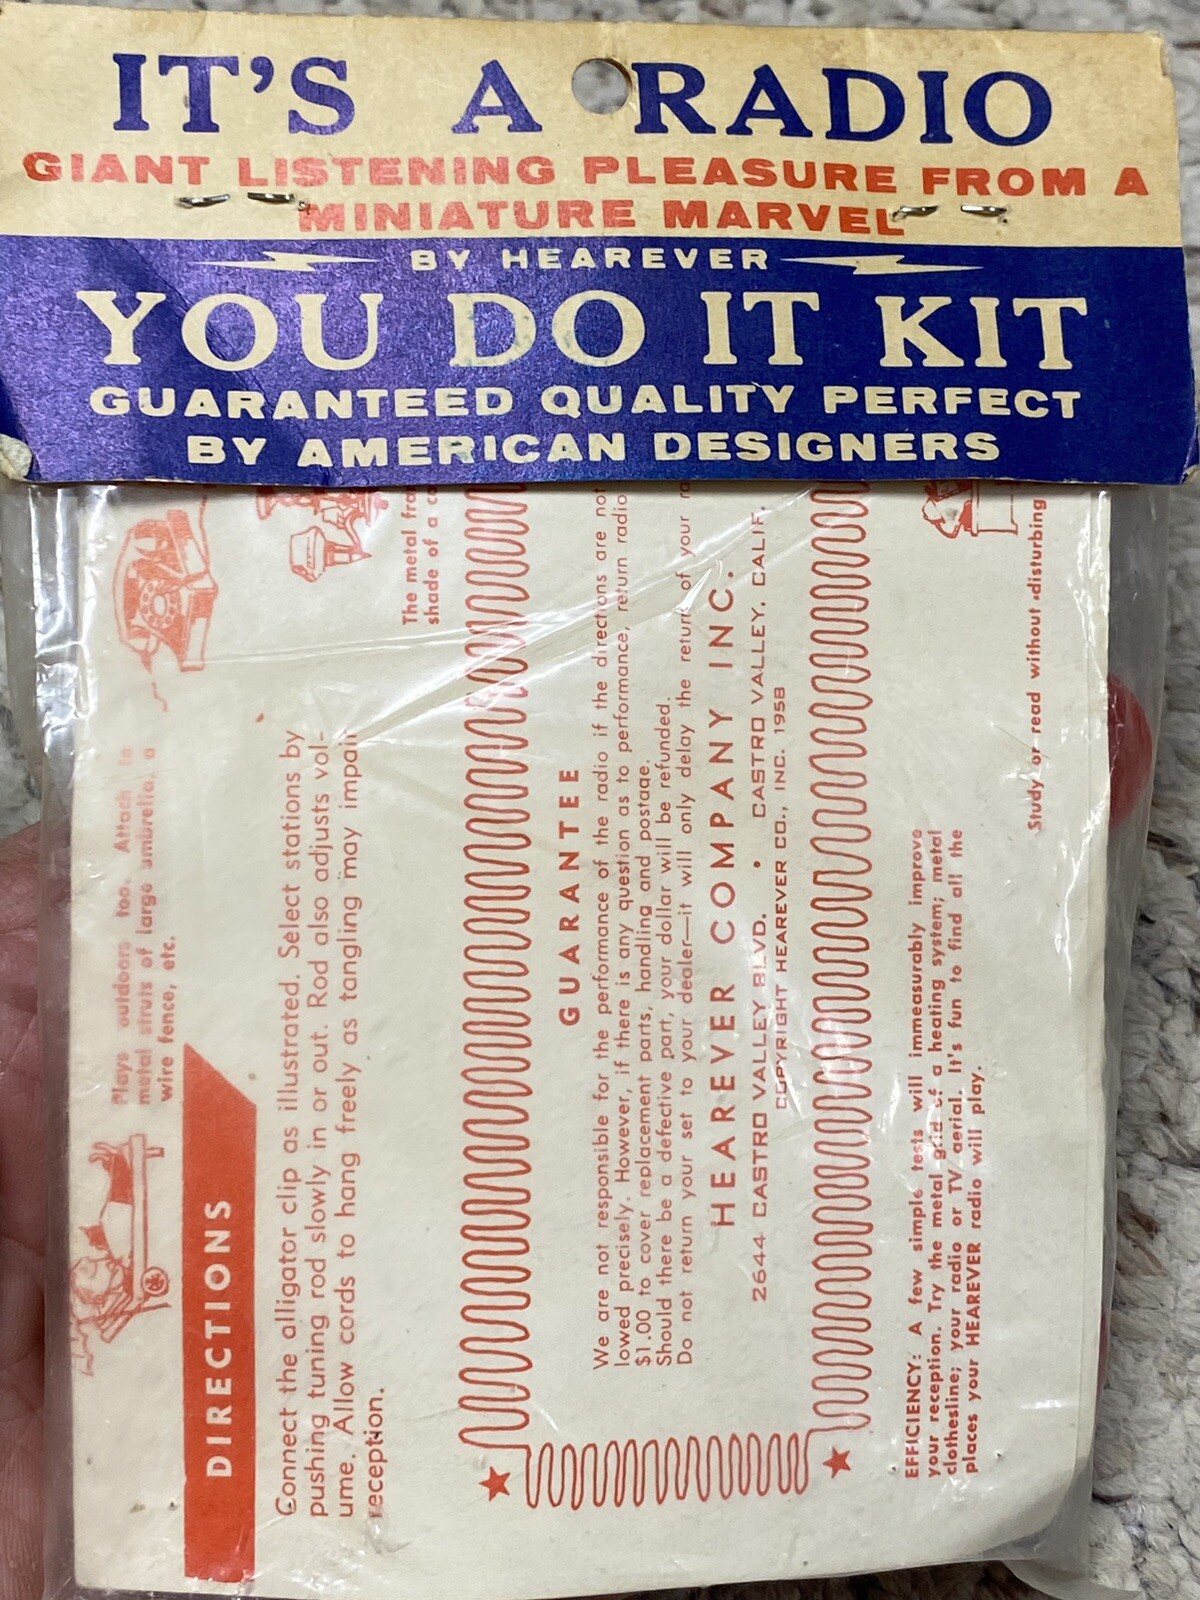 IT'S A RADIO
GIANT LISTENING PLEASURE FROM A
MINIATURE MARVEL
BY HEAREVER
YOU DO IT KIT
GUARANTEED QUALITY PERFECT
BY AMERICAN DESIGNERS
Plays outdoors too. Attach to
metal struts of large umbrella, a
wire fence, etc.
DIRECTIONS
Connect the alligator clip as illustrated. Select stations by
pushing tuning rod slowly in or out. Rod also adjusts vol-
ume. Allow cords to hang freely as tangling may impair
reception.
The metal
shade of a
GUARANTEE
We are not responsible for the performance of the radio if the directions are not
lowed precisely. However, if there is any question as to performance, return radio
$1.00 to cover replacement parts, handling and postage.
Should there be a defective part, your dollar will be refunded.
Do not return your set to your dealer—it will only delay the return of your
HEAREVER COMPANY INC.
2644 CASTRO VALLEY BLVD. • CASTRO VALLEY, CALIF.
COPYRIGHT HEAREVER CO., INC. 1958
EFFICIENCY: A few simple tests will immeasurably improve
your reception. Try the metal grid of a heating system; metal
clothesline; your radio or TV aerial. It's fun to find all the
places your HEAREVER radio will play.
Study or read without disturbing